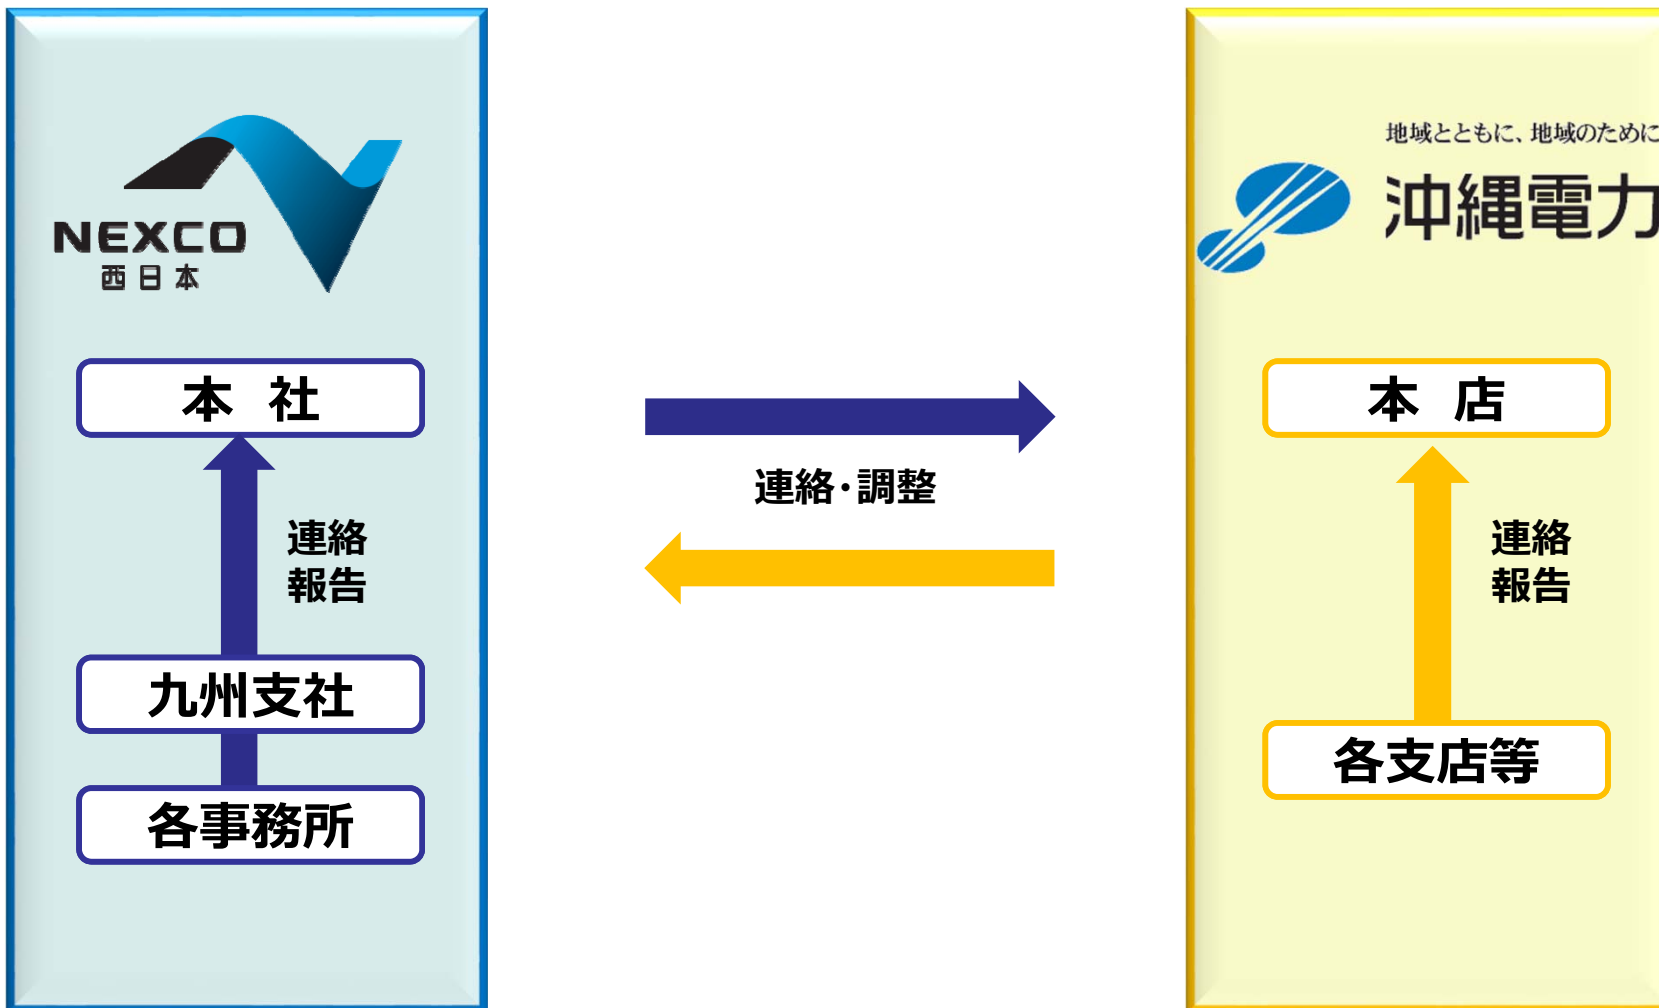 NEXCO
西日本
本 社
連絡
報告
九州支社
各事務所
連絡・調整
地域とともに、地域のために
沖縄電力
本 店
連絡
報告
各支店等